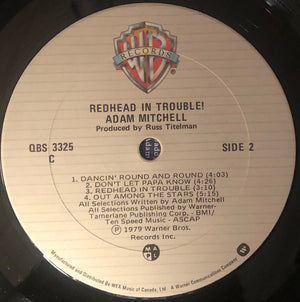 RECORDS
REDHEAD IN TROUBLE!
ADAM MITCHELL
Produced by Russ Titelman
QBS 3325
C
SIDE 2
1. DANCIN' ROUND AND ROUND (4:03)
2. DON'T LET PAPA KNOW (4:26)
3. REDHEAD IN TROUBLE (3:10)
4. OUT AMONG THE STARS (5:15)
All Selections Written by Adam Mitchell
All Selections Published by Warner-
Tamerlane Publishing Corp. - BMI/
Ten Speed Music - ASCAP
℗ 1979 Warner Bros.
Records Inc.
M A
P L
Manufactured and Distributed by WEA Music of Canada, Ltd. A Warner Communications Company